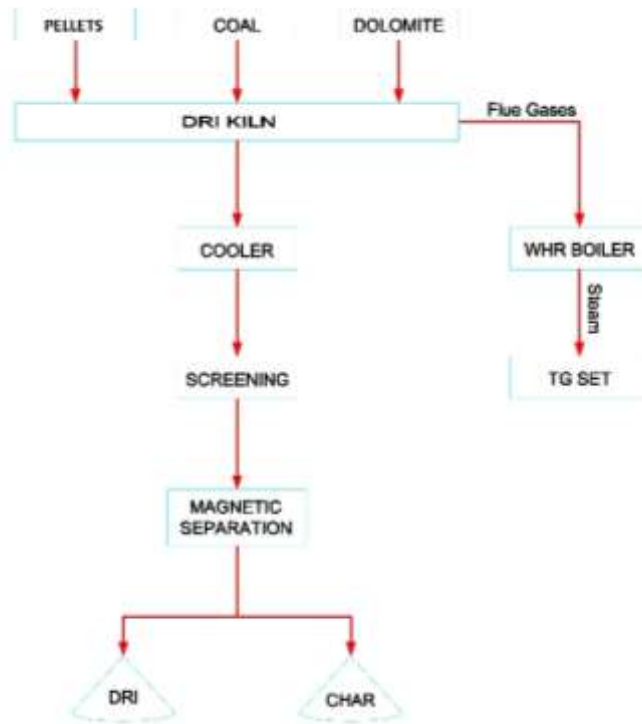 PELLETS
COAL
DOLOMITE
DRI KILN
Flue Gases
COOLER
WHR BOILER
Steam
SCREENING
TG SET
MAGNETIC
SEPARATION
DRI
CHAR